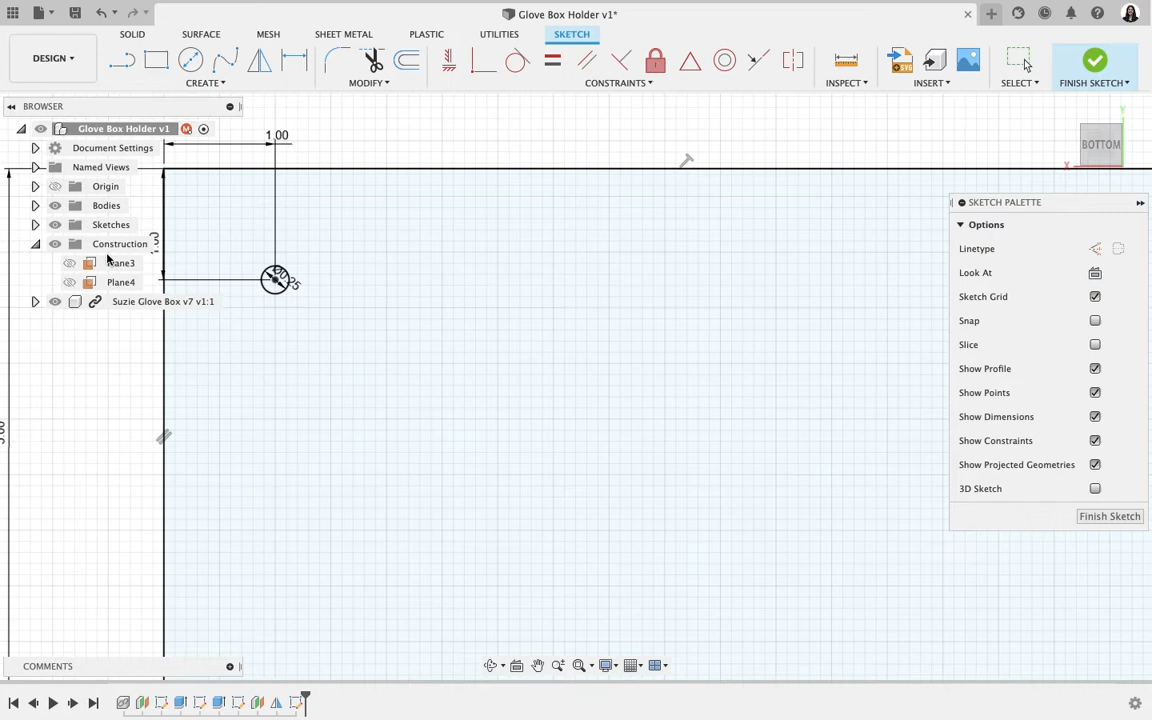 Glove Box Holder v1*
DESIGN
SOLID SURFACE MESH SHEET METAL PLASTIC UTILITIES SKETCH
CREATE MODIFY CONSTRAINTS INSPECT INSERT SELECT FINISH SKETCH
SVG
BROWSER
Glove Box Holder v1
M
Document Settings
Named Views
Origin
Bodies
Sketches
Construction
Plane3
Plane4
Suzie Glove Box v7 v1:1
1.00
Ø0.25
BOTTOM
Y
X
SKETCH PALETTE
Options
Linetype
Look At
Sketch Grid
Snap
Slice
Show Profile
Show Points
Show Dimensions
Show Constraints
Show Projected Geometries
3D Sketch
Finish Sketch
COMMENTS